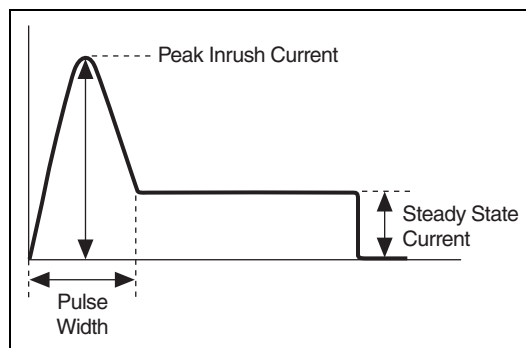 Peak Inrush Current
Steady State
Current
Pulse
Width